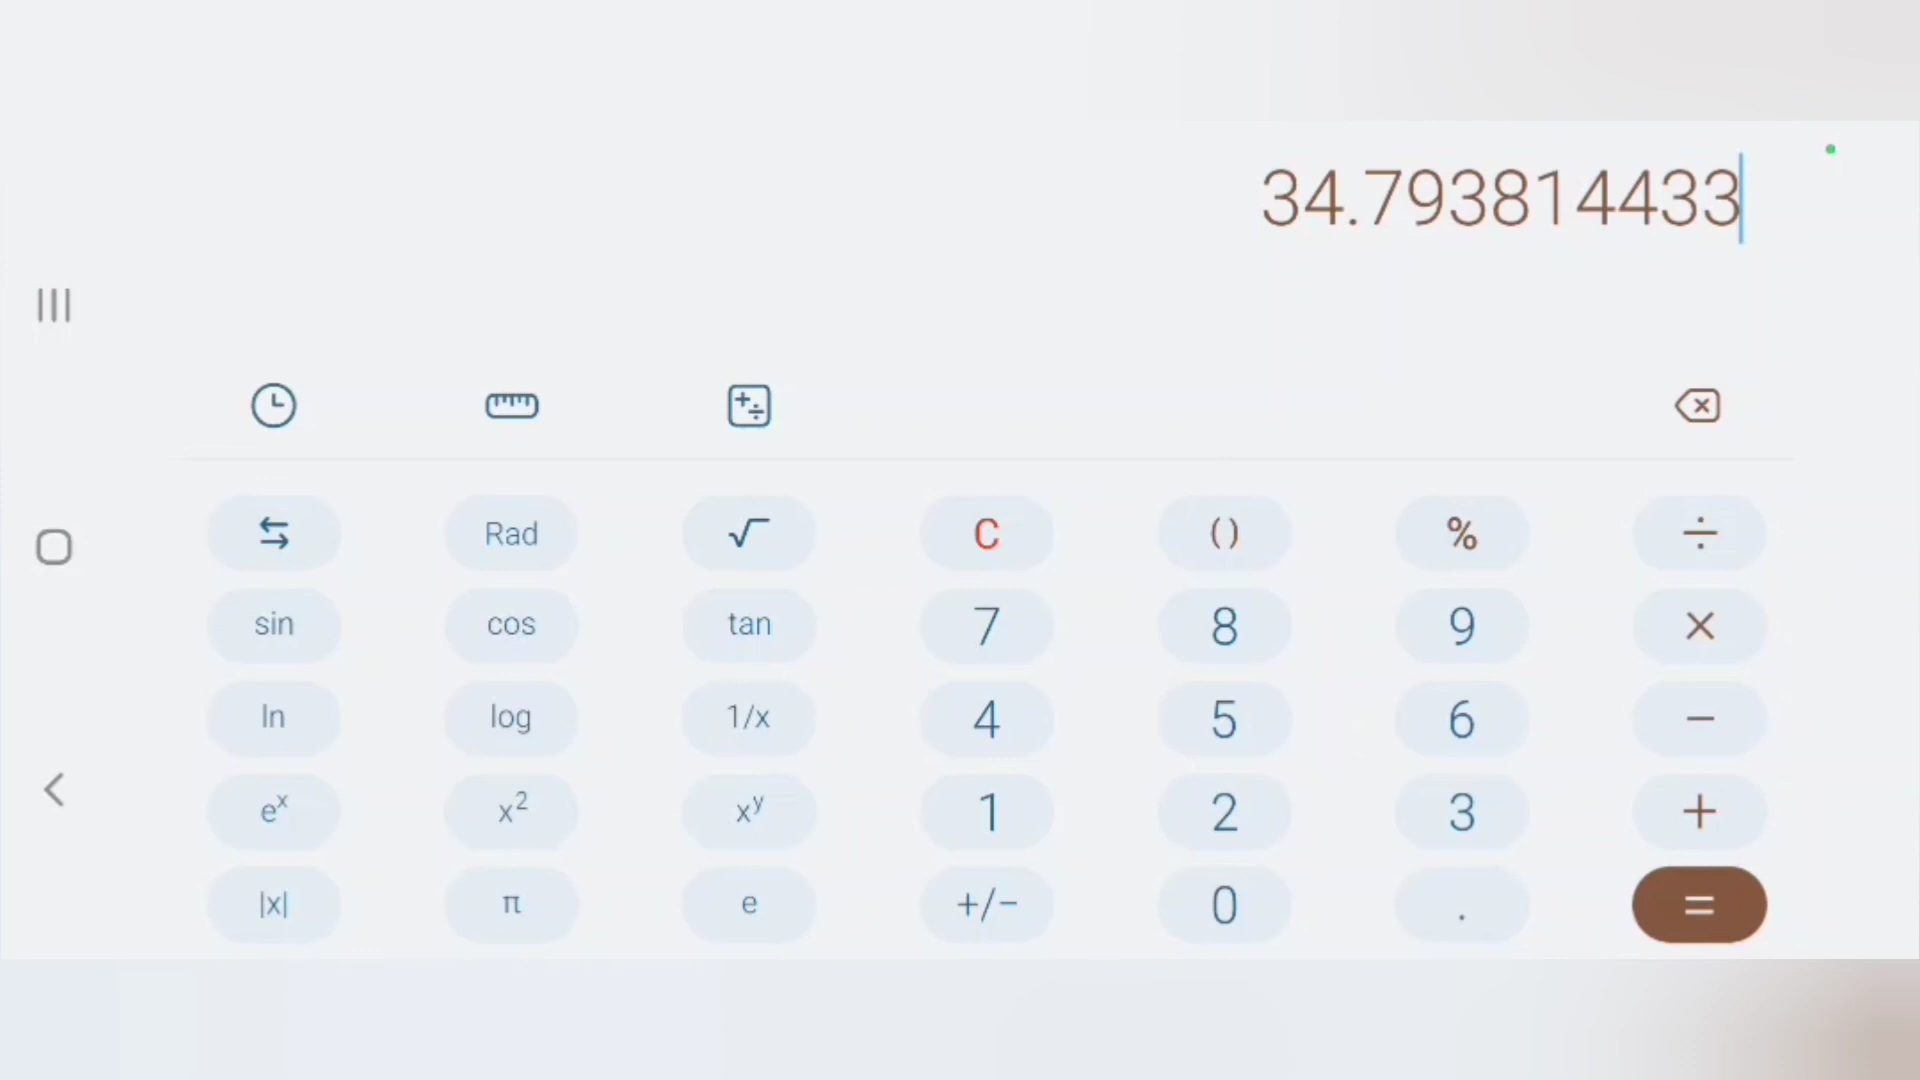 34.793814433
Rad √ C () % ÷
sin cos tan 7 8 9 ×
ln log 1/x 4 5 6 −
eˣ x² xʸ 1 2 3 +
|x| π e +/− 0 . =